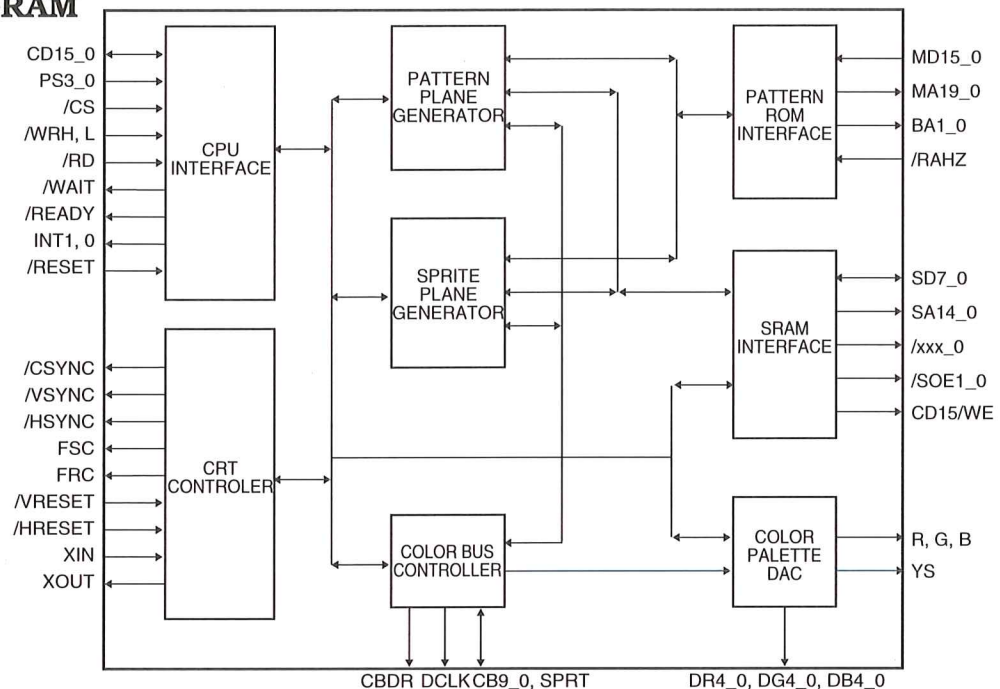 RAM
CD15_0
PS3_0
/CS
/WRH, L
/RD
/WAIT
/READY
INT1, 0
/RESET
CPU
INTERFACE
/CSYNC
/VSYNC
/HSYNC
FSC
FRC
/VRESET
/HRESET
XIN
XOUT
CRT
CONTROLER
PATTERN
PLANE
GENERATOR
SPRITE
PLANE
GENERATOR
COLOR BUS
CONTROLLER
PATTERN
ROM
INTERFACE
MD15_0
MA19_0
BA1_0
/RAHZ
SRAM
INTERFACE
SD7_0
SA14_0
/xxx_0
/SOE1_0
CD15/WE
COLOR
PALETTE
DAC
R, G, B
YS
CBDR DCLK CB9_0, SPRT
DR4_0, DG4_0, DB4_0